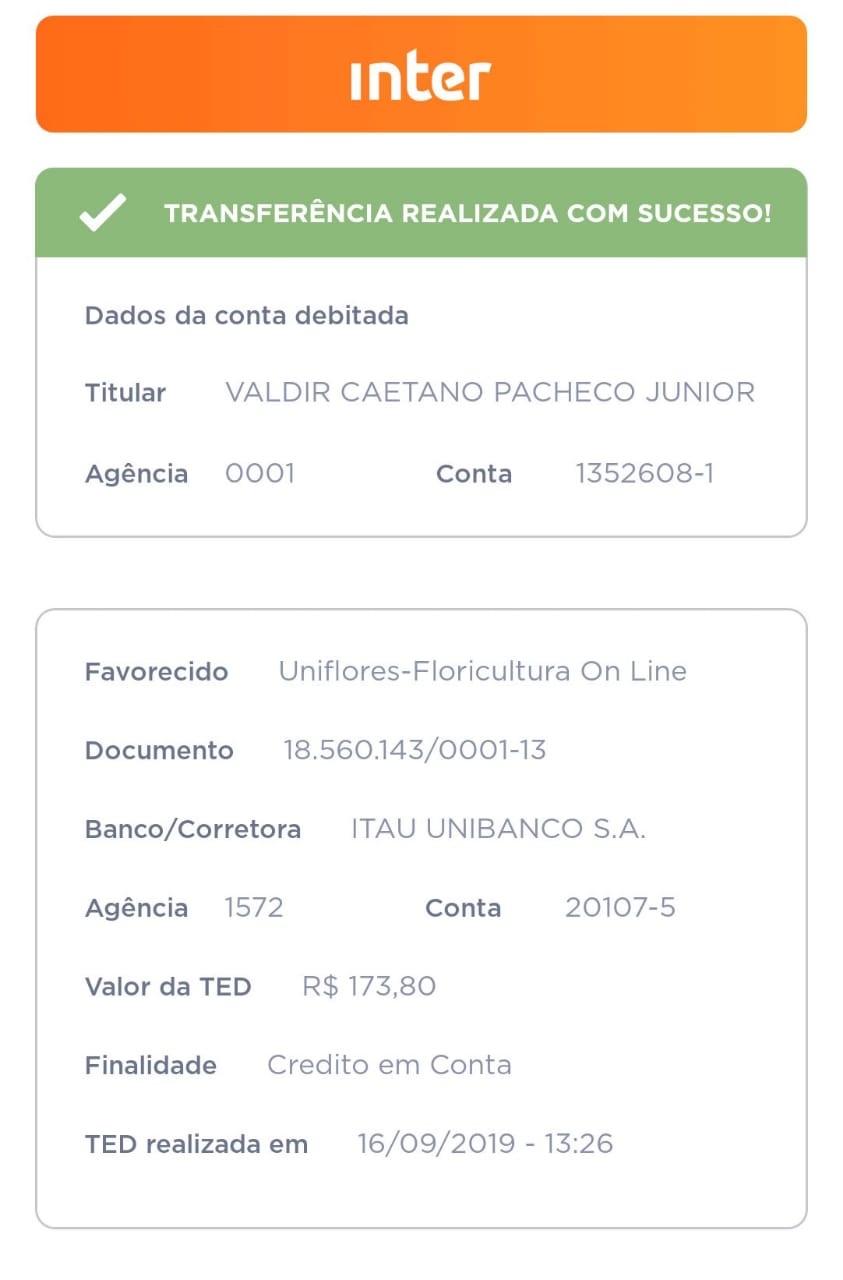 inter
TRANSFERÊNCIA REALIZADA COM SUCESSO!
Dados da conta debitada
Titular VALDIR CAETANO PACHECO JUNIOR
Agência 0001 Conta 1352608-1
Favorecido Uniflores-Floricultura On Line
Documento 18.560.143/0001-13
Banco/Corretora ITAU UNIBANCO S.A.
Agência 1572 Conta 20107-5
Valor da TED R$ 173,80
Finalidade Credito em Conta
TED realizada em 16/09/2019 - 13:26